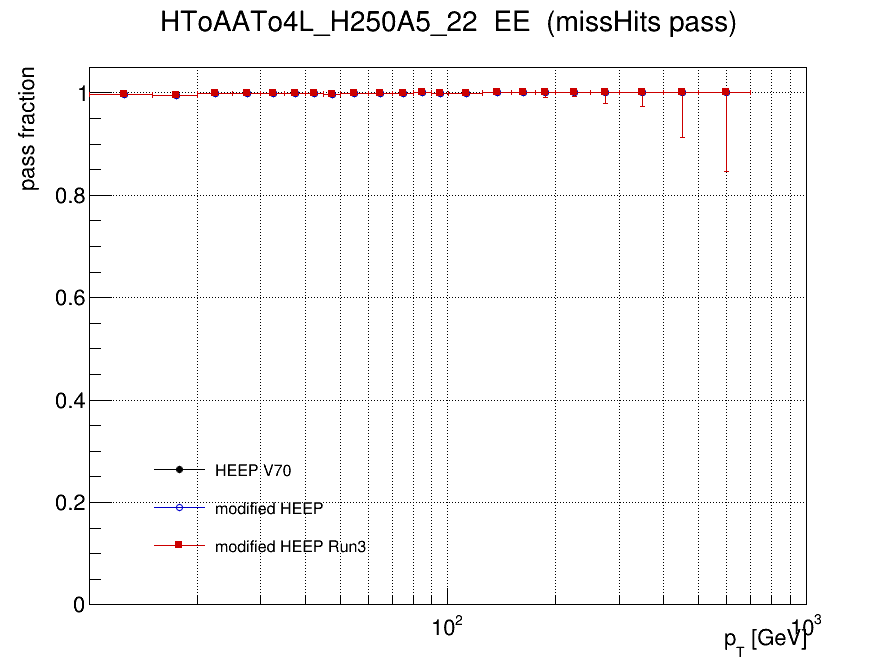 HToAATo4L_H250A5_22 EE (missHits pass)
pass fraction
1
0.8
0.6
0.4
0.2
0
HEEP V70
modified HEEP
modified HEEP Run3
10²
10³
p_T [GeV]